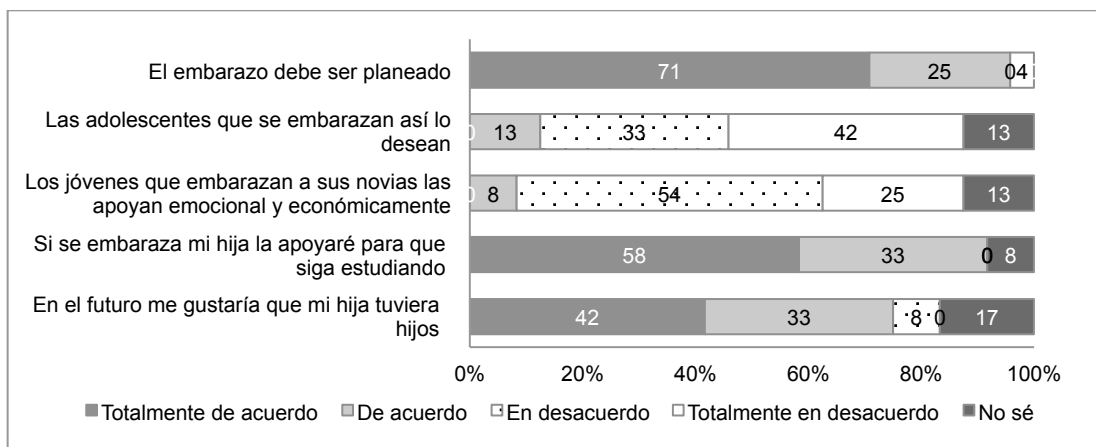 El embarazo debe ser planeado
71 25 0 4
Las adolescentes que se embarazan así lo
desean
0 13 33 42 13
Los jóvenes que embarazan a sus novias las
apoyan emocional y económicamente
0 8 54 25 13
Si se embaraza mi hija la apoyaré para que
siga estudiando
58 33 0 8
En el futuro me gustaría que mi hija tuviera
hijos
42 33 8 0 17
0% 20% 40% 60% 80% 100%
Totalmente de acuerdo De acuerdo En desacuerdo Totalmente en desacuerdo No sé